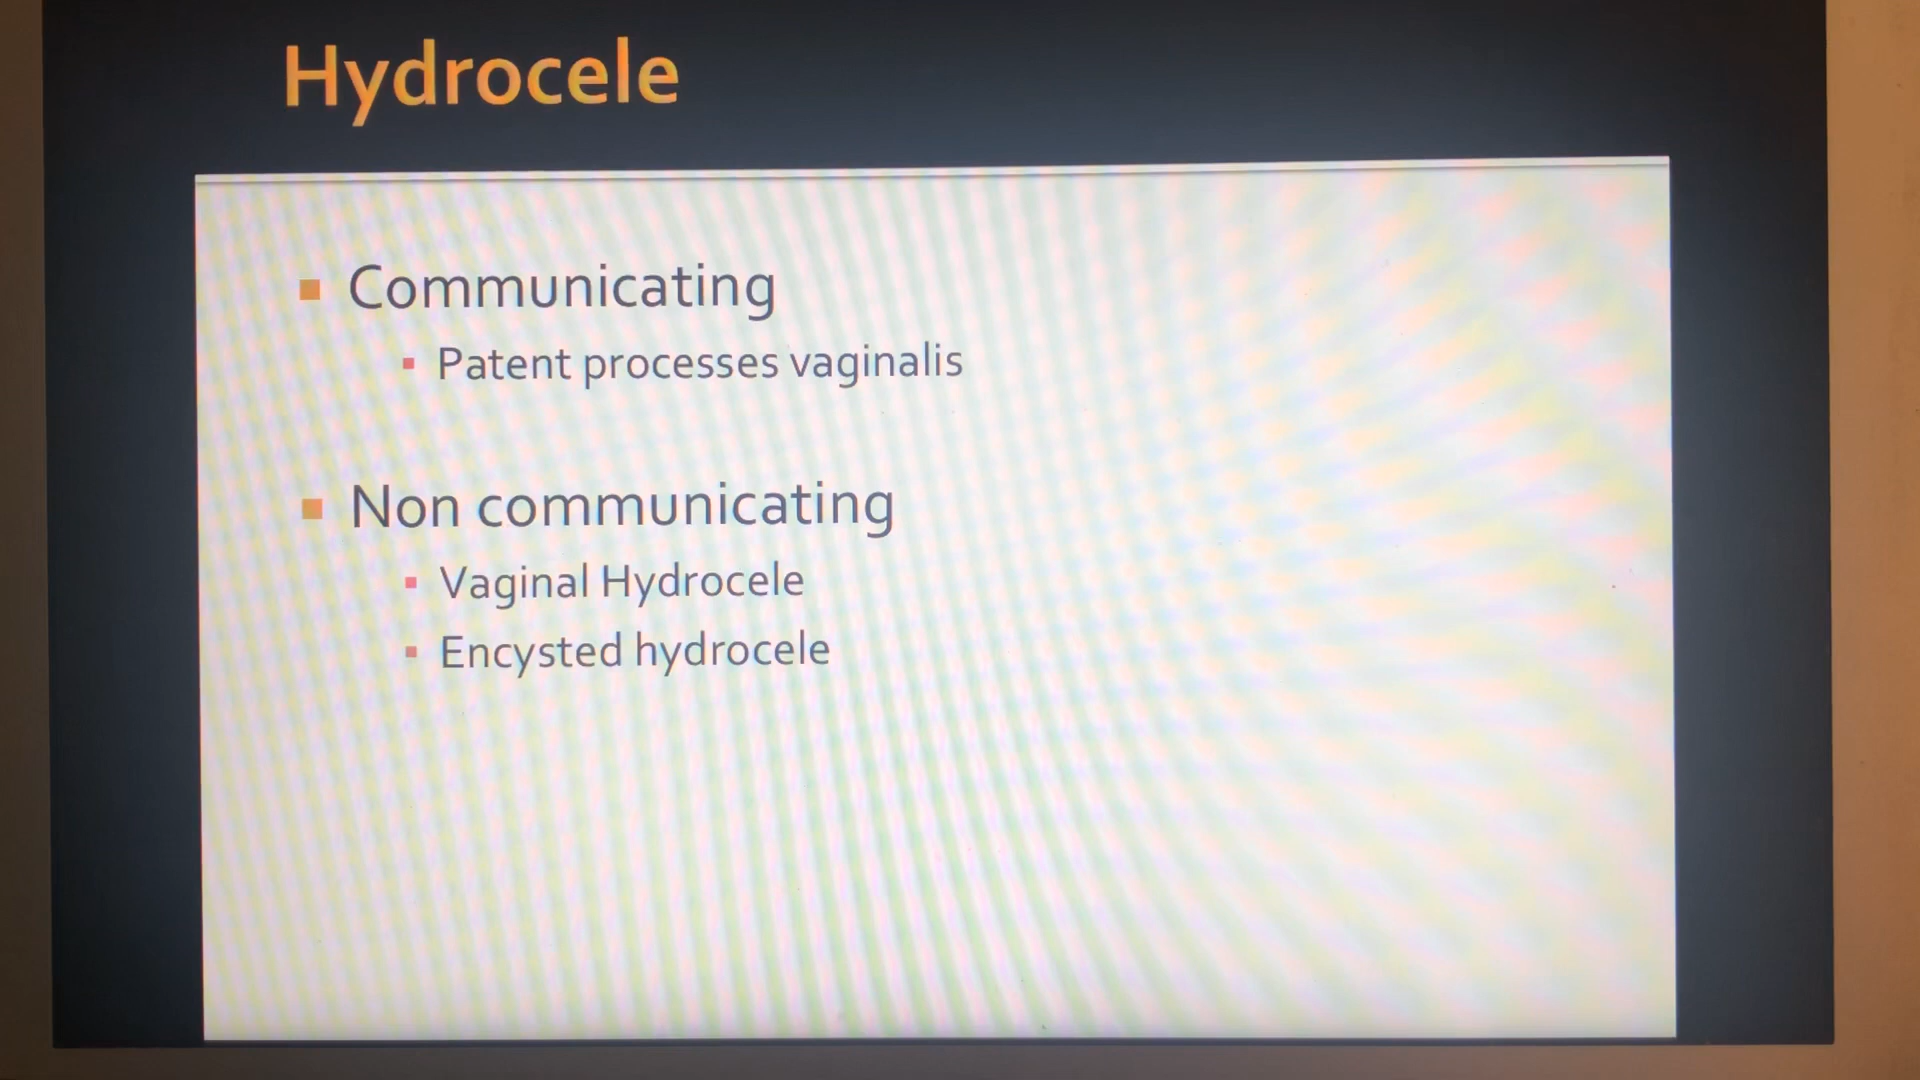 Hydrocele
Communicating
Patent processes vaginalis
Non communicating
Vaginal Hydrocele
Encysted hydrocele